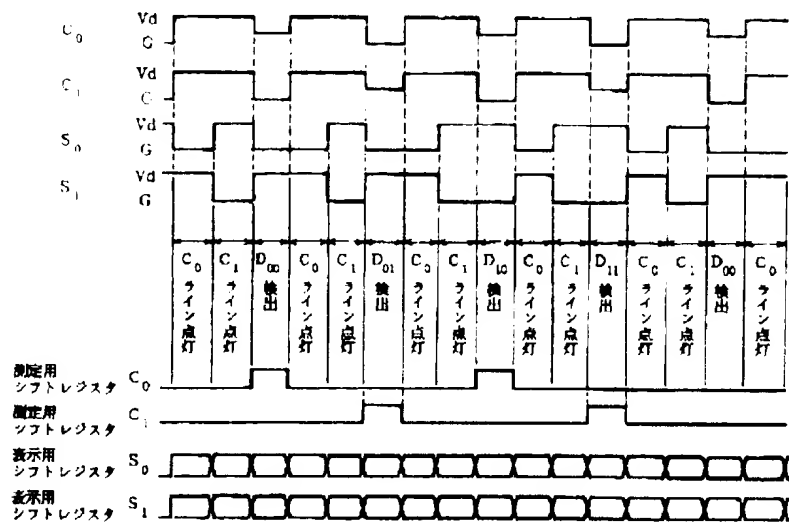 C0 Vd
G
C1 Vd
G
S0 Vd
G
S1 Vd
G
C0 ライン点灯
C1 ライン点灯
D00 検出
C0 ライン点灯
C1 ライン点灯
D01 検出
C0 ライン点灯
C1 ライン点灯
D10 検出
C0 ライン点灯
C1 ライン点灯
D11 検出
C0 ライン点灯
C1 ライン点灯
D00 検出
C0 ライン点灯
測定用
シフトレジスタ C0
測定用
シフトレジスタ C1
表示用
シフトレジスタ S0
表示用
シフトレジスタ S1